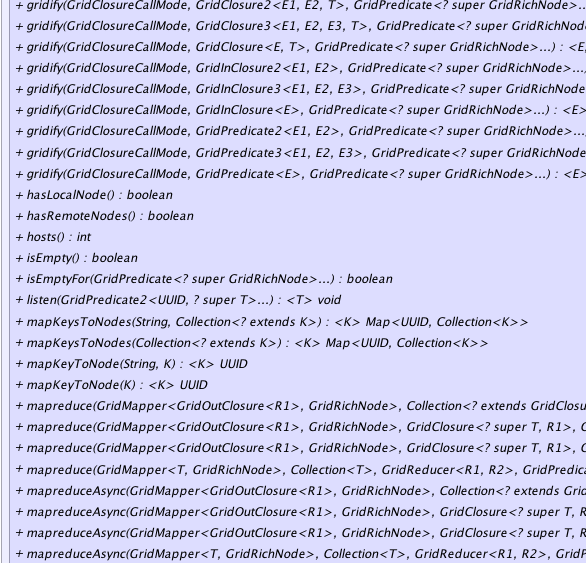 + gridify(GridClosureCallMode, GridClosure2<E1, E2, T>, GridPredicate<? super GridRichNode>...
+ gridify(GridClosureCallMode, GridClosure3<E1, E2, E3, T>, GridPredicate<? super GridRichNod
+ gridify(GridClosureCallMode, GridClosure<E, T>, GridPredicate<? super GridRichNode>...) : <E,
+ gridify(GridClosureCallMode, GridInClosure2<E1, E2>, GridPredicate<? super GridRichNode>...
+ gridify(GridClosureCallMode, GridInClosure3<E1, E2, E3>, GridPredicate<? super GridRichNode
+ gridify(GridClosureCallMode, GridInClosure<E>, GridPredicate<? super GridRichNode>...) : <E>
+ gridify(GridClosureCallMode, GridPredicate2<E1, E2>, GridPredicate<? super GridRichNode>...
+ gridify(GridClosureCallMode, GridPredicate3<E1, E2, E3>, GridPredicate<? super GridRichNode
+ gridify(GridClosureCallMode, GridPredicate<E>, GridPredicate<? super GridRichNode>...) : <E>
+ hasLocalNode() : boolean
+ hasRemoteNodes() : boolean
+ hosts() : int
+ isEmpty() : boolean
+ isEmptyFor(GridPredicate<? super GridRichNode>...) : boolean
+ listen(GridPredicate2<UUID, ? super T>...) : <T> void
+ mapKeysToNodes(String, Collection<? extends K>) : <K> Map<UUID, Collection<K>>
+ mapKeysToNodes(Collection<? extends K>) : <K> Map<UUID, Collection<K>>
+ mapKeyToNode(String, K) : <K> UUID
+ mapKeyToNode(K) : <K> UUID
+ mapreduce(GridMapper<GridOutClosure<R1>, GridRichNode>, Collection<? extends GridClosu
+ mapreduce(GridMapper<GridOutClosure<R1>, GridRichNode>, GridClosure<? super T, R1>, C
+ mapreduce(GridMapper<GridOutClosure<R1>, GridRichNode>, GridClosure<? super T, R1>, C
+ mapreduce(GridMapper<T, GridRichNode>, Collection<T>, GridReducer<R1, R2>, GridPredica
+ mapreduceAsync(GridMapper<GridOutClosure<R1>, GridRichNode>, Collection<? extends Grid
+ mapreduceAsync(GridMapper<GridOutClosure<R1>, GridRichNode>, GridClosure<? super T, R
+ mapreduceAsync(GridMapper<GridOutClosure<R1>, GridRichNode>, GridClosure<? super T, R
+ mapreduceAsync(GridMapper<T, GridRichNode>, Collection<T>, GridReducer<R1, R2>, GridP